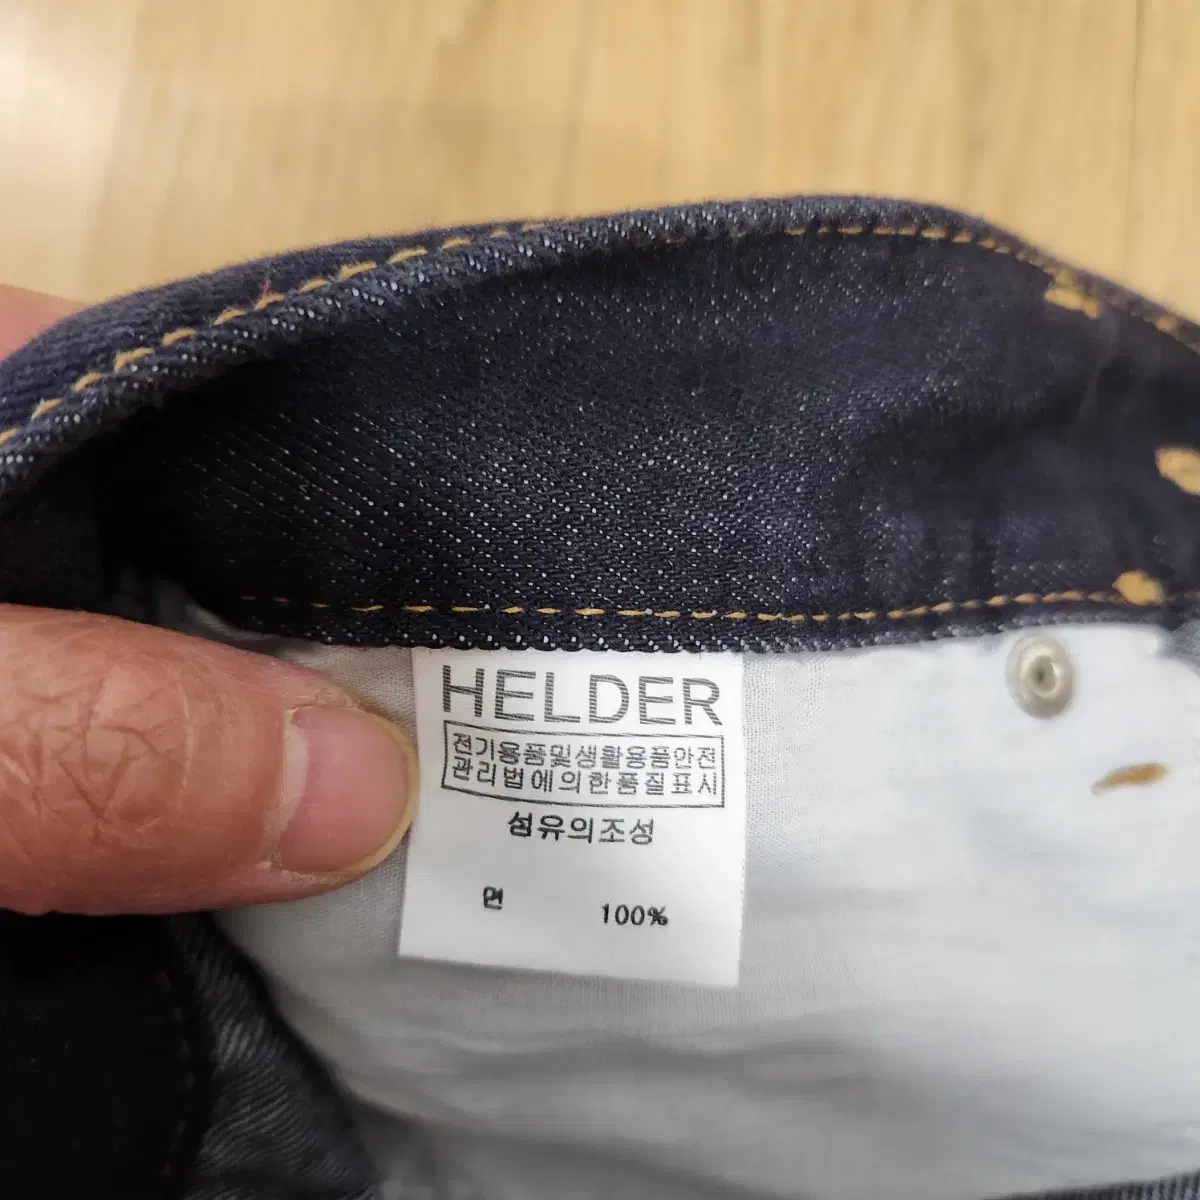 HELDER
전기용품및생활용품안전
관리법에의한품질표시
섬유의조성
면 100%